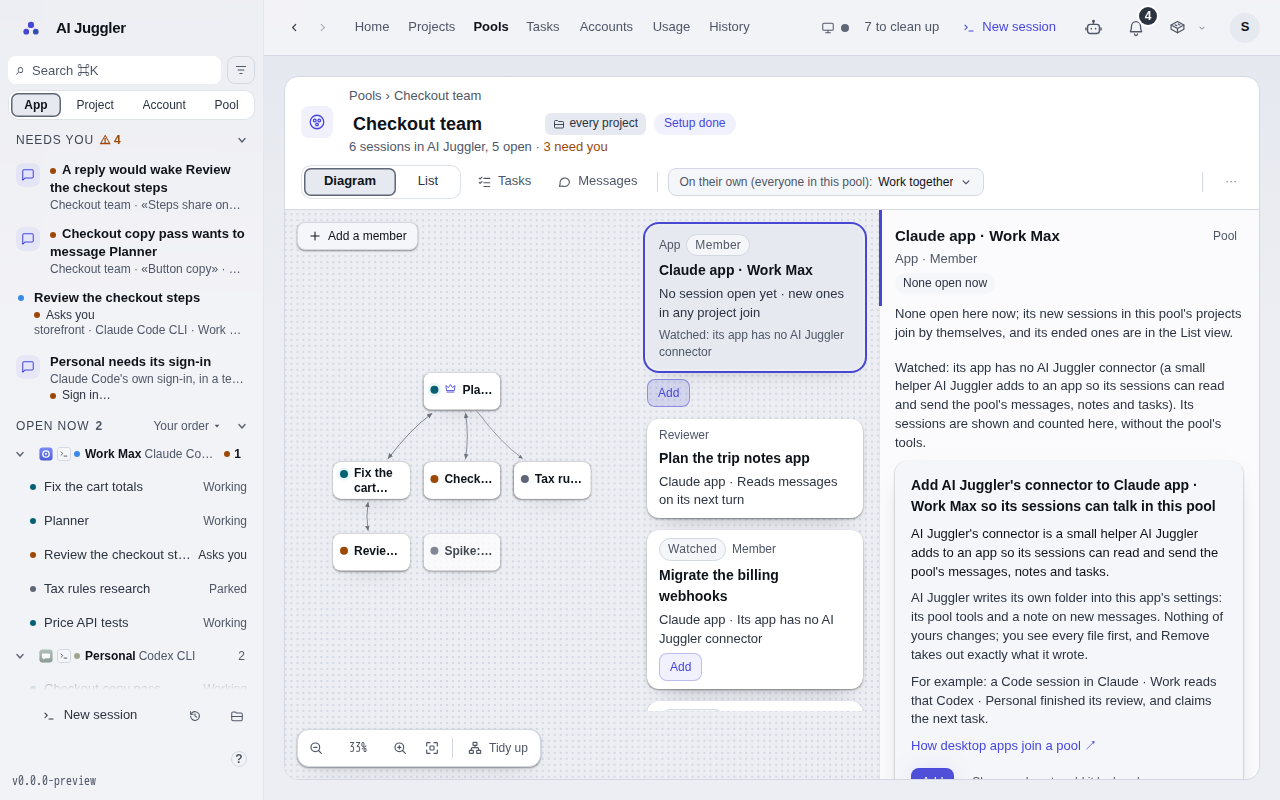 AI Juggler
Search ⌘K
App Project Account Pool
NEEDS YOU 4
A reply would wake Review the checkout steps
Checkout team · «Steps share on…
Checkout copy pass wants to message Planner
Checkout team · «Button copy» · …
Review the checkout steps
Asks you
storefront · Claude Code CLI · Work …
Personal needs its sign-in
Claude Code's own sign-in, in a te…
Sign in…
OPEN NOW 2 Your order
Work Max Claude Co… 1
Fix the cart totals Working
Planner Working
Review the checkout st… Asks you
Tax rules research Parked
Price API tests Working
Personal Codex CLI 2
Checkout copy pass Working
New session
?
v0.0.0-preview
Home Projects Pools Tasks Accounts Usage History
7 to clean up
New session
4
S
Pools › Checkout team
Checkout team
every project
Setup done
6 sessions in AI Juggler, 5 open · 3 need you
Diagram List Tasks Messages
On their own (everyone in this pool): Work together
Add a member
Pla…
Fix the cart…
Check…
Tax ru…
Revie…
Spike:…
33%
Tidy up
App Member
Claude app · Work Max
No session open yet · new ones
in any project join
Watched: its app has no AI Juggler
connector
Add
Reviewer
Plan the trip notes app
Claude app · Reads messages
on its next turn
Watched Member
Migrate the billing
webhooks
Claude app · Its app has no AI
Juggler connector
Add
Claude app · Work Max Pool
App · Member
None open now
None open here now; its new sessions in this pool's projects
join by themselves, and its ended ones are in the List view.
Watched: its app has no AI Juggler connector (a small
helper AI Juggler adds to an app so its sessions can read
and send the pool's messages, notes and tasks). Its
sessions are shown and counted here, without the pool's
tools.
Add AI Juggler's connector to Claude app ·
Work Max so its sessions can talk in this pool
AI Juggler's connector is a small helper AI Juggler
adds to an app so its sessions can read and send the
pool's messages, notes and tasks.
AI Juggler writes its own folder into this app's settings:
its pool tools and a note on new messages. Nothing of
yours changes; you see every file first, and Remove
takes out exactly what it wrote.
For example: a Code session in Claude · Work reads
that Codex · Personal finished its review, and claims
the next task.
How desktop apps join a pool ↗